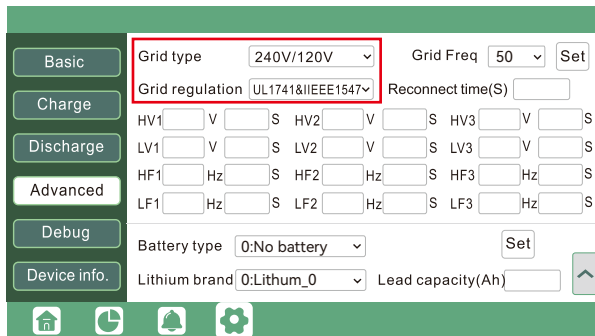 Basic
Charge
Discharge
Advanced
Debug
Device info.
Grid type 240V/120V Grid Freq 50 Set
Grid regulation UL1741&IIEEE1547 Reconnect time(S)
HV1 V S HV2 V S HV3 V S
LV1 V S LV2 V S LV3 V S
HF1 Hz S HF2 Hz S HF3 Hz S
LF1 Hz S LF2 Hz S LF3 Hz S
Battery type 0:No battery Set
Lithium brand 0:Lithum_0 Lead capacity(Ah)